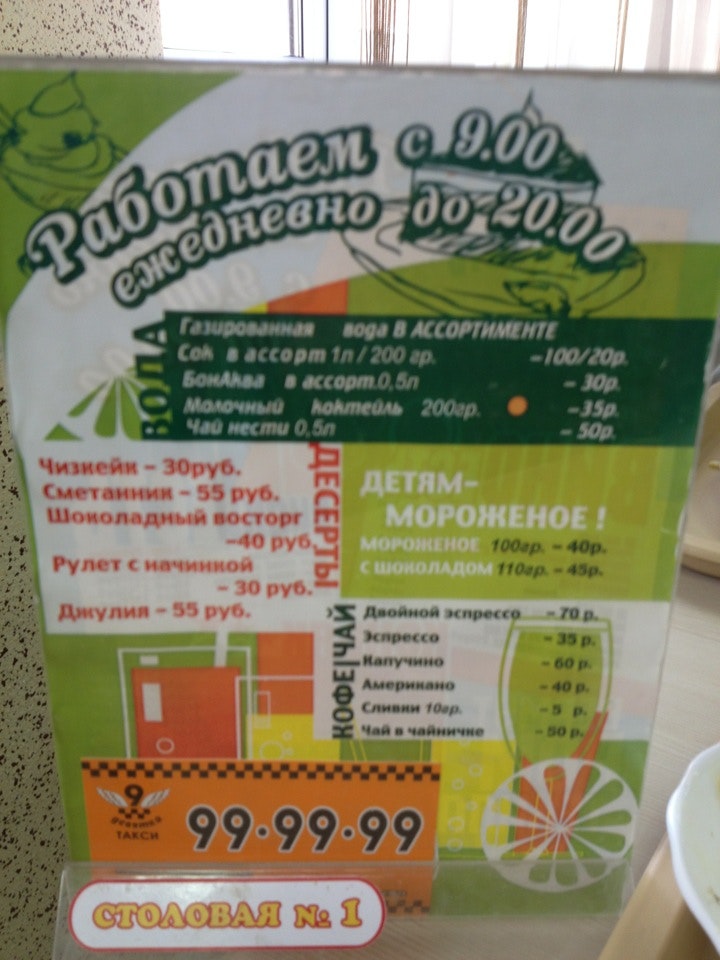 Работаем с 9.00
ежедневно до 20.00
ВОДА
Газированная вода В АССОРТИМЕНТЕ
Сок в ассорт 1л / 200 гр. –100/20р.
БонАква в ассорт.0,5л – 30р.
Молочный коктейль 200гр. –35р.
Чай нести 0,5л – 50р.
ДЕСЕРТЫ
Чизкейк – 30руб.
Сметанник – 55 руб.
Шоколадный восторг
–40 руб.
Рулет с начинкой
– 30 руб.
Джулия – 55 руб.
ДЕТЯМ–
МОРОЖЕНОЕ !
МОРОЖЕНОЕ 100гр. – 40р.
С ШОКОЛАДОМ 110гр. – 45р.
КОФЕ|ЧАЙ
Двойной эспрессо – 70 р.
Эспрессо – 35 р.
Капучино – 60 р.
Американо – 40 р.
Сливки 10гр. –5 р.
Чай в чайничке – 50р.
9
девятка
ТАКСИ
99·99·99
СТОЛОВАЯ № 1